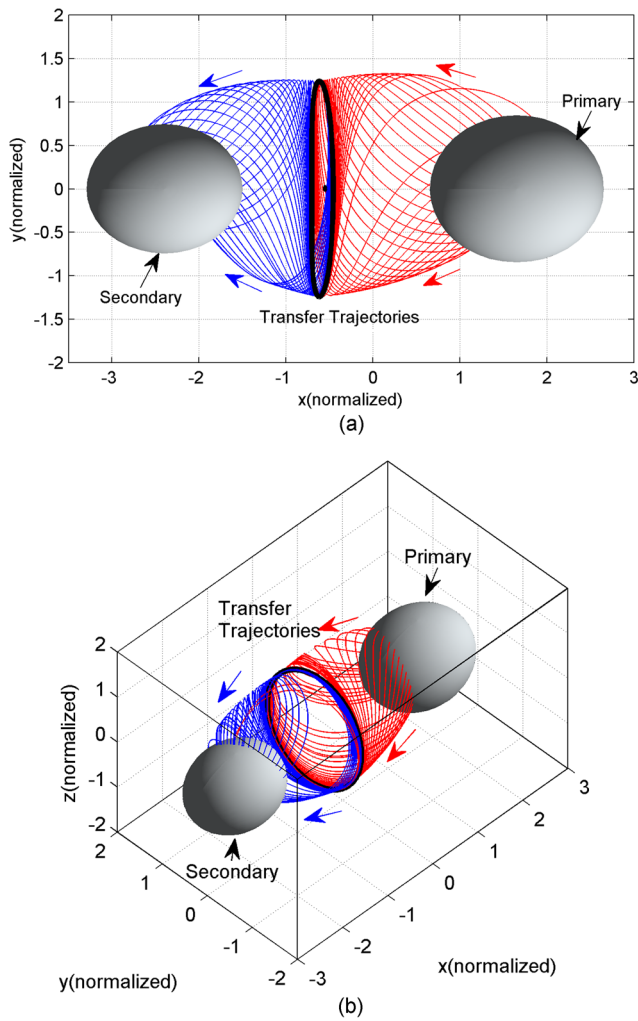 2
1.5
1
0.5
0
-0.5
-1
-1.5
-2
y(normalized)
Primary
Secondary
Transfer Trajectories
-3 -2 -1 0 1 2 3
x(normalized)
(a)
Primary
Transfer
Trajectories
2
1
0
-1
-2
z(normalized)
Secondary
2
1
0
-1
-2
y(normalized)
-3
-2
-1
0
1
2
3
x(normalized)
(b)